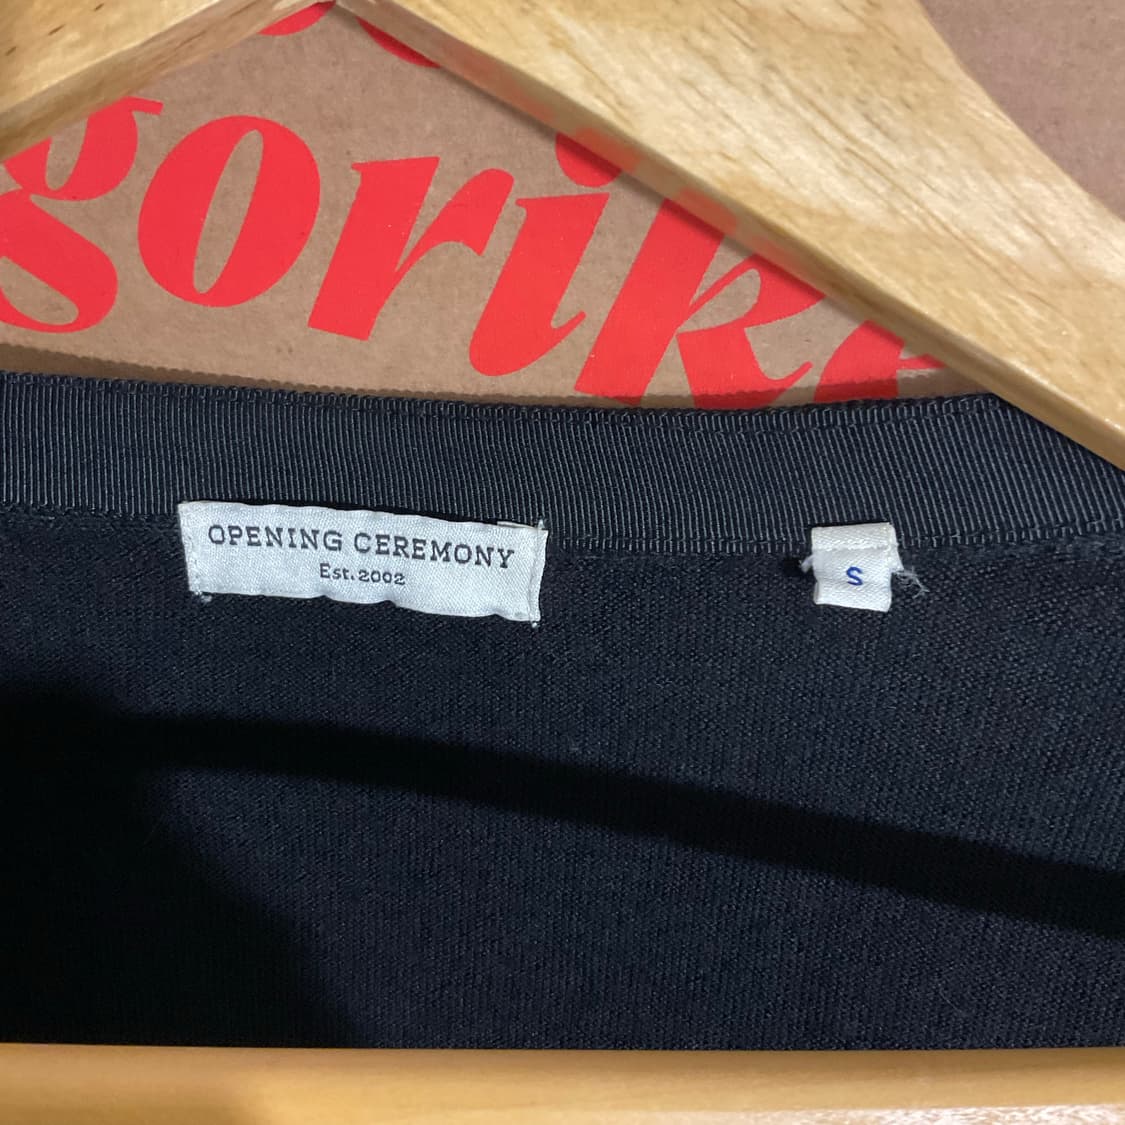 gorik
OPENING CEREMONY
Est. 2002
S